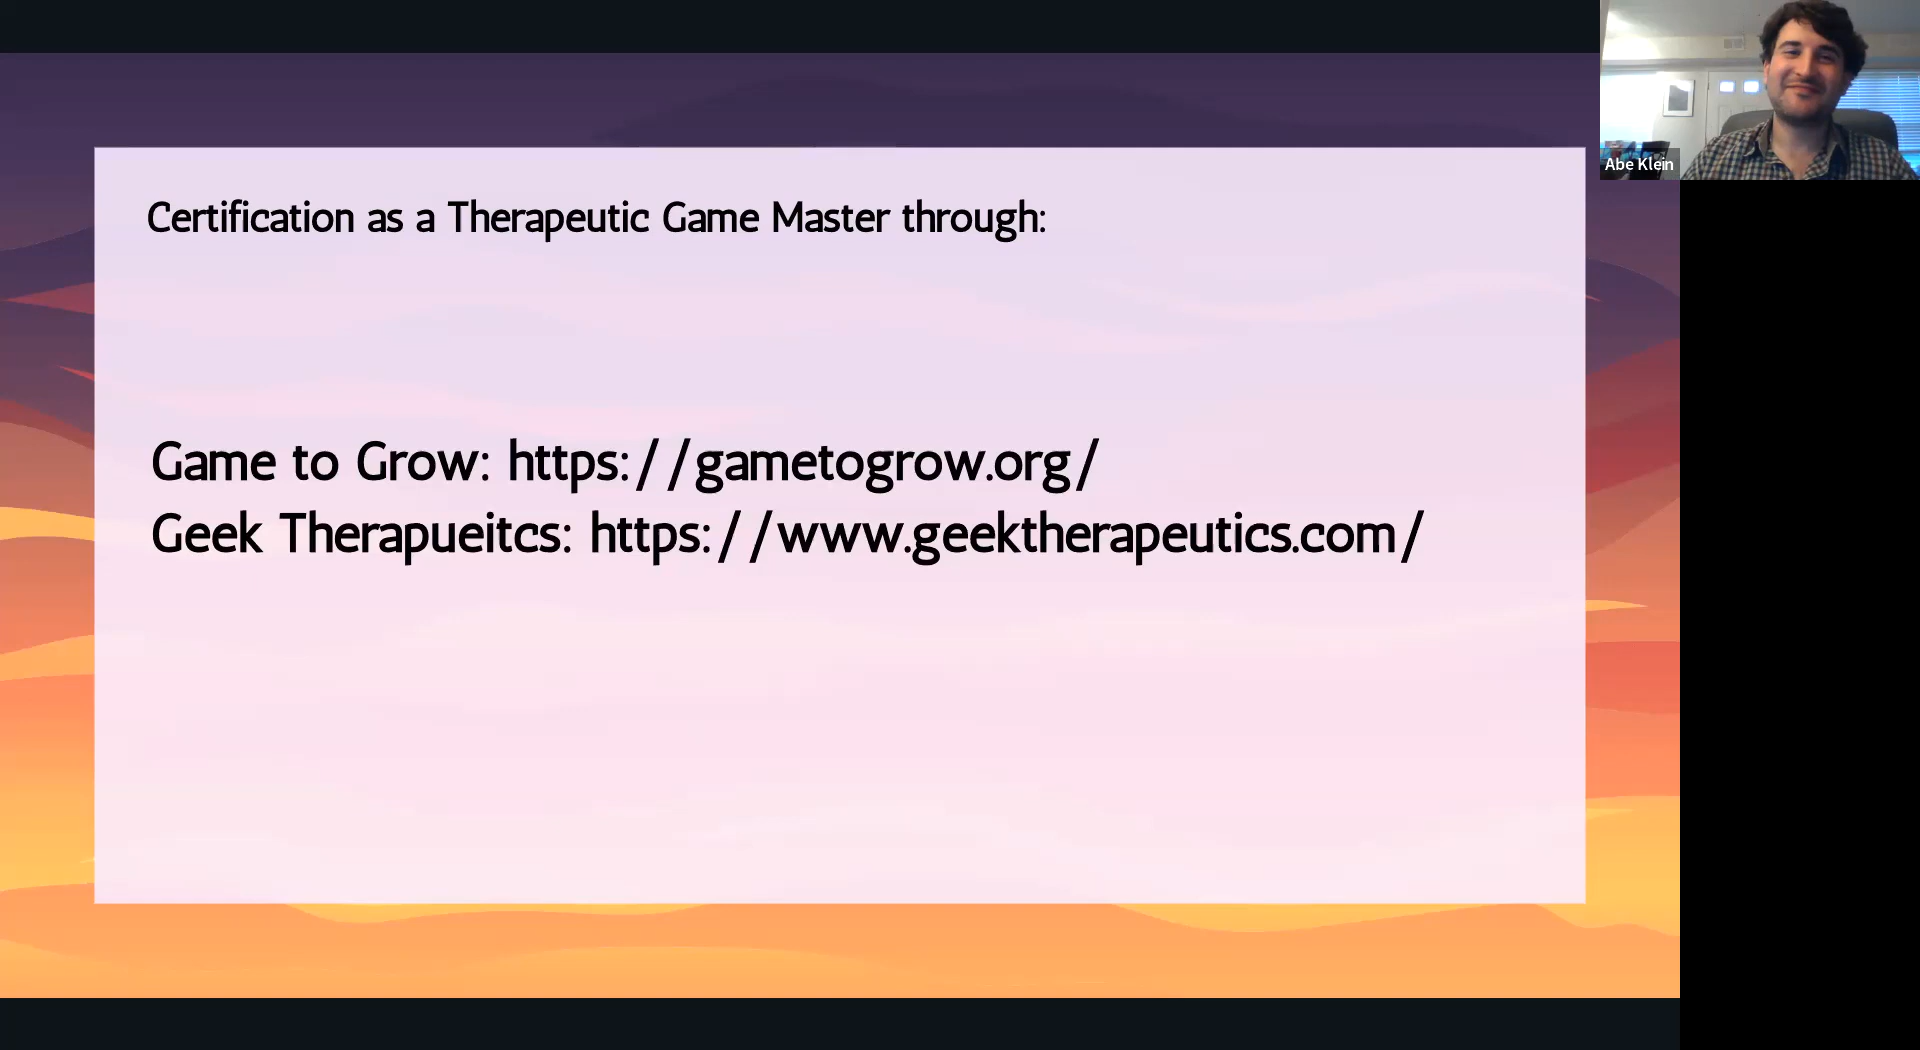 Certification as a Therapeutic Game Master through:
Game to Grow: https://gametogrow.org/
Geek Therapueitcs: https://www.geektherapeutics.com/
Abe Klein